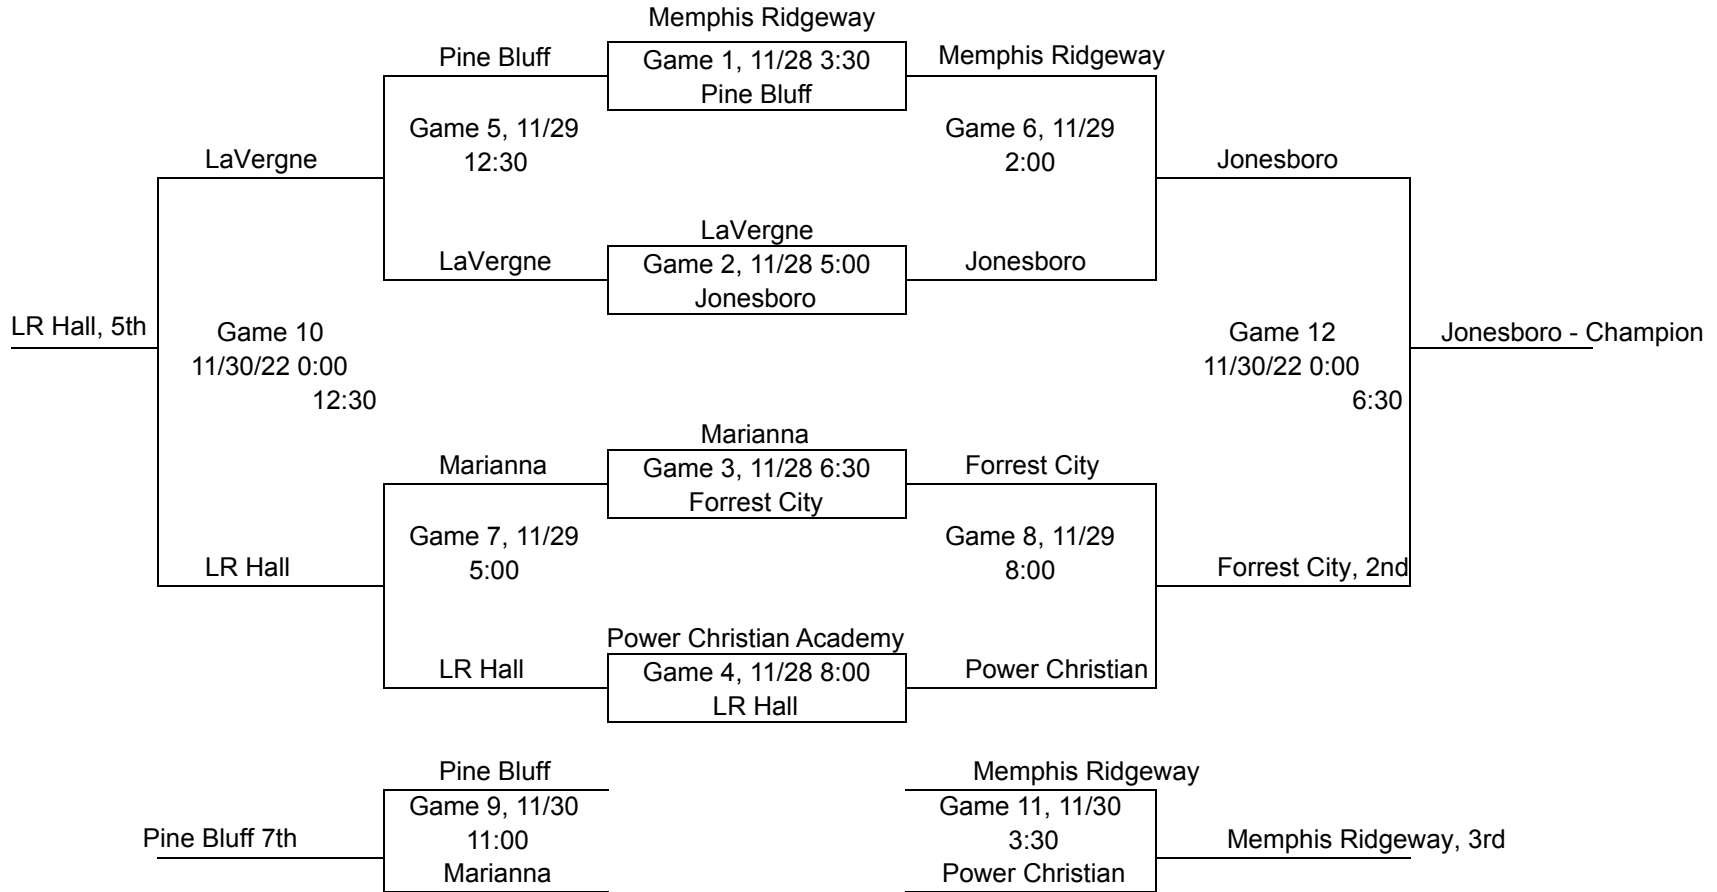 Memphis Ridgeway
Pine Bluff
Game 1, 11/28 3:30
Memphis Ridgeway
Pine Bluff
Game 5, 11/29
Game 6, 11/29
LaVergne
12:30
2:00
Jonesboro
LaVergne
LaVergne
Game 2, 11/28 5:00
Jonesboro
Jonesboro
LR Hall, 5th
Game 10
Game 12
Jonesboro - Champion
11/30/22 0:00
11/30/22 0:00
12:30
6:30
Marianna
Marianna
Game 3, 11/28 6:30
Forrest City
Forrest City
Game 7, 11/29
Game 8, 11/29
LR Hall
5:00
8:00
Forrest City, 2nd
Power Christian Academy
LR Hall
Game 4, 11/28 8:00
Power Christian
LR Hall
Pine Bluff
Memphis Ridgeway
Game 9, 11/30
Game 11, 11/30
Pine Bluff 7th
11:00
3:30
Memphis Ridgeway, 3rd
Marianna
Power Christian